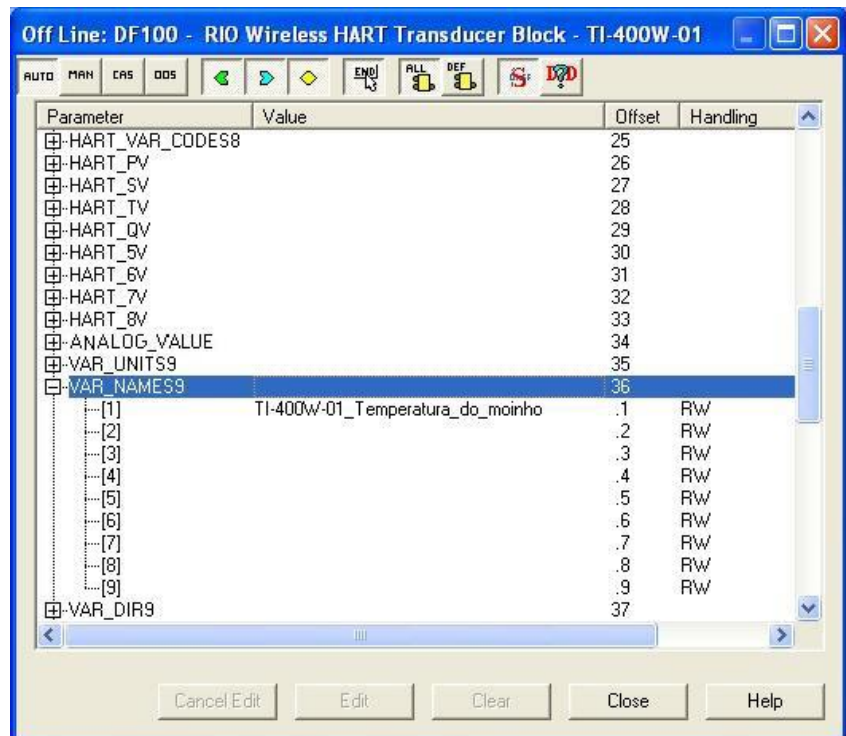 Off Line: DF100 - RIO Wireless HART Transducer Block - TI-400W-01
AUTO MAN CAS OOS END ALL DEF S DD
Parameter Value Offset Handling
HART_VAR_CODES8 25
HART_PV 26
HART_SV 27
HART_TV 28
HART_QV 29
HART_5V 30
HART_6V 31
HART_7V 32
HART_8V 33
ANALOG_VALUE 34
VAR_UNITS9 35
VAR_NAMES9 36
[1] TI-400W-01_Temperatura_do_moinho .1 RW
[2] .2 RW
[3] .3 RW
[4] .4 RW
[5] .5 RW
[6] .6 RW
[7] .7 RW
[8] .8 RW
[9] .9 RW
VAR_DIR9 37
Cancel Edit Edit Clear Close Help